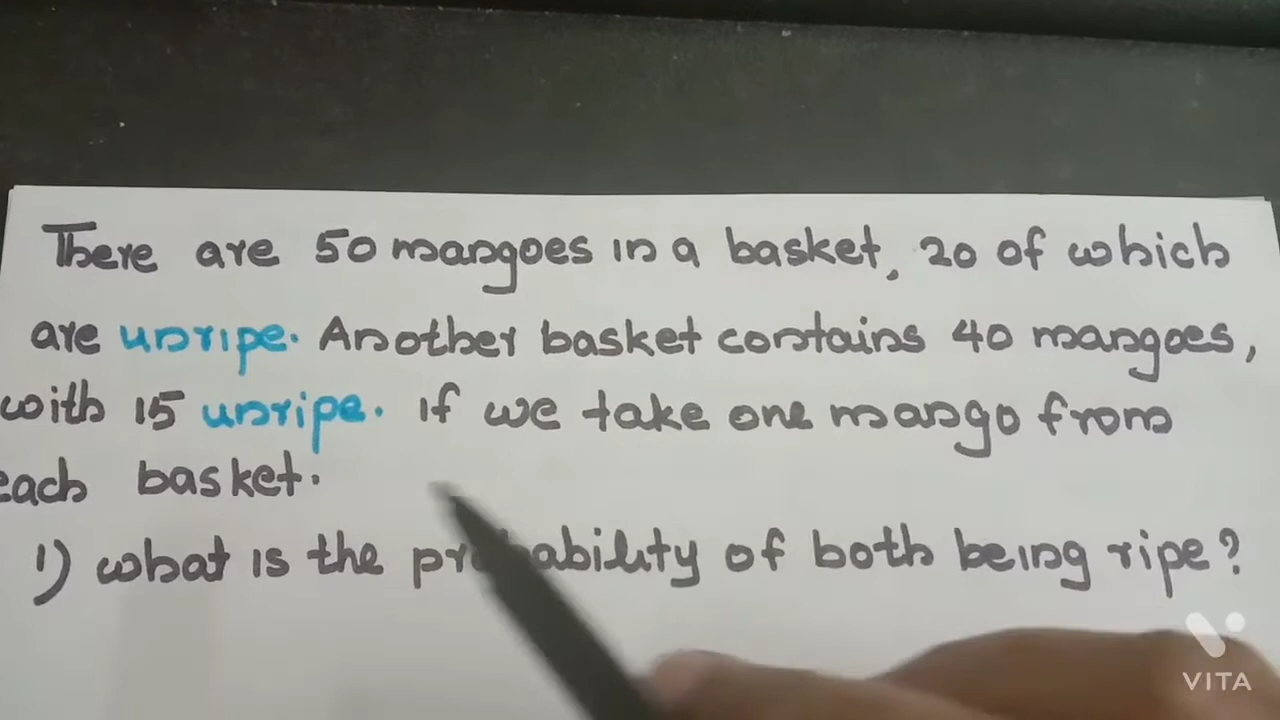 There are 50 mangoes in a basket, 20 of which
are unripe. Another basket contains 40 mangoes,
with 15 unripe. If we take one mango from
each basket.
1) what is the probability of both being ripe?
VITA